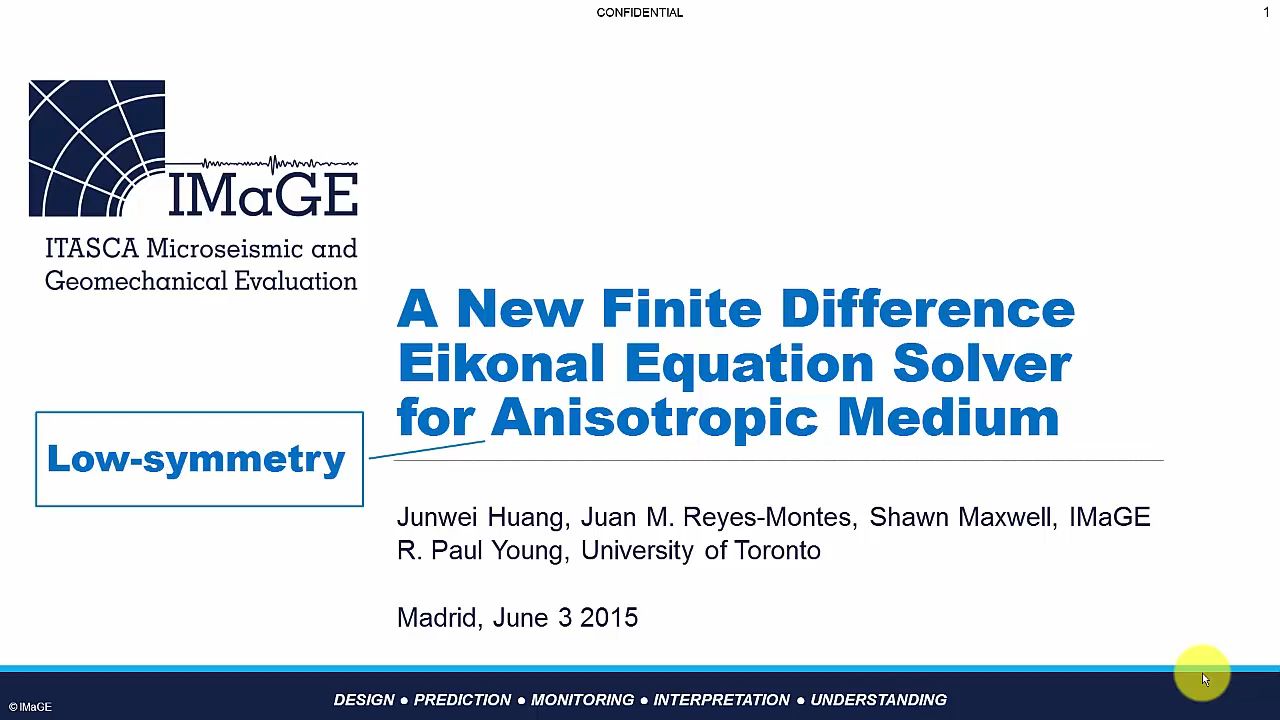 CONFIDENTIAL
1
IMaGE
ITASCA Microseismic and
Geomechanical Evaluation
A New Finite Difference
Eikonal Equation Solver
for Anisotropic Medium
Low-symmetry
Junwei Huang, Juan M. Reyes-Montes, Shawn Maxwell, IMaGE
R. Paul Young, University of Toronto
Madrid, June 3 2015
DESIGN ● PREDICTION ● MONITORING ● INTERPRETATION ● UNDERSTANDING
© IMaGE